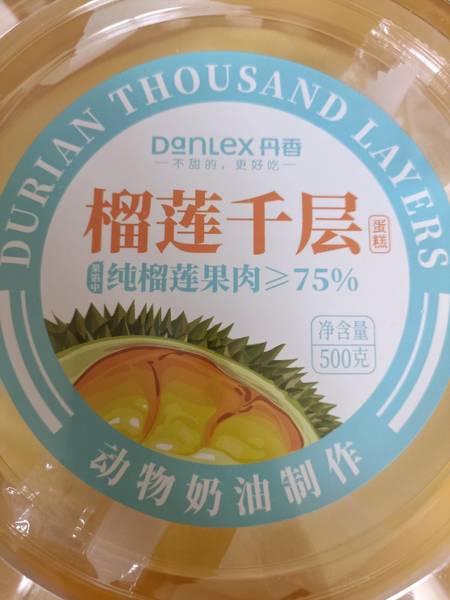 DURIAN THOUSAND LAYERS
DANLEX 丹香
不甜的,更好吃
榴莲千层
蛋糕
纯榴莲果肉≥75%
净含量
500克
动物奶油制作